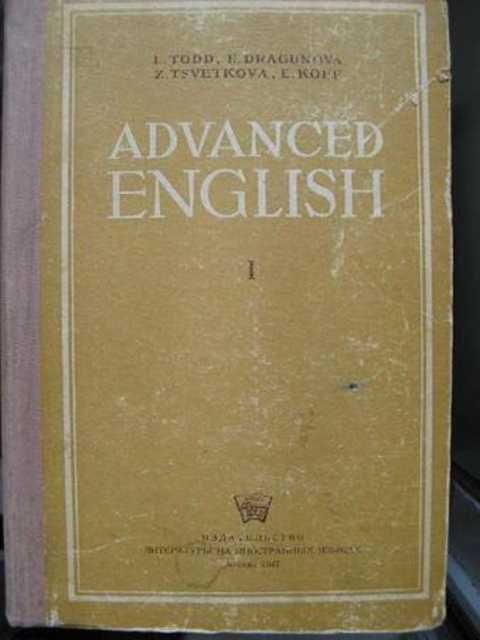 L. TODD, E. DRAGUNOVA
Z. TSVETKOVA, E. KOFF
ADVANCED
ENGLISH
I
ИЗДАТЕЛЬСТВО
ЛИТЕРАТУРЫ НА ИНОСТРАННЫХ ЯЗЫКАХ